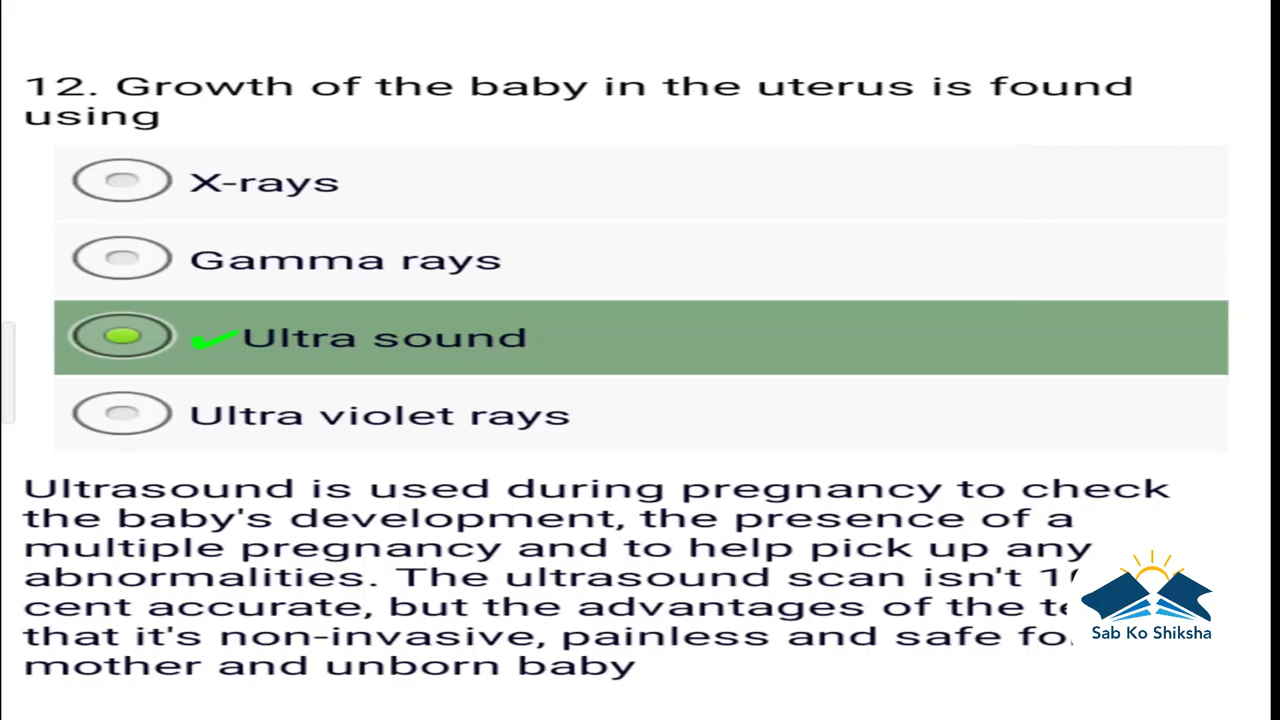 12. Growth of the baby in the uterus is found
using
X-rays
Gamma rays
Ultra sound
Ultra violet rays
Ultrasound is used during pregnancy to check
the baby's development, the presence of a
multiple pregnancy and to help pick up any
abnormalities. The ultrasound scan isn't
cent accurate, but the advantages of the
that it's non-invasive, painless and safe
mother and unborn baby
Sab Ko Shiksha